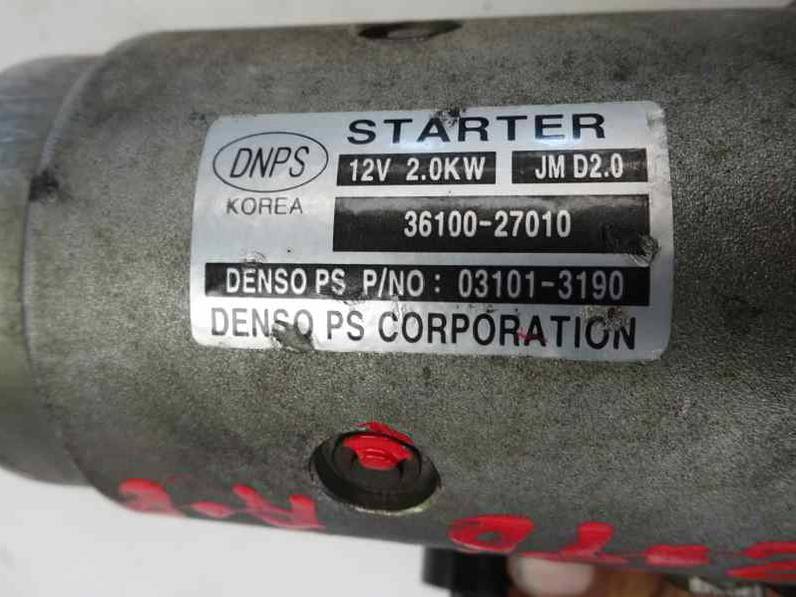 STARTER
DNPS 12V 2.0KW JM D2.0
KOREA 36100-27010
DENSO PS P/NO: 03101-3190
DENSO PS CORPORATION